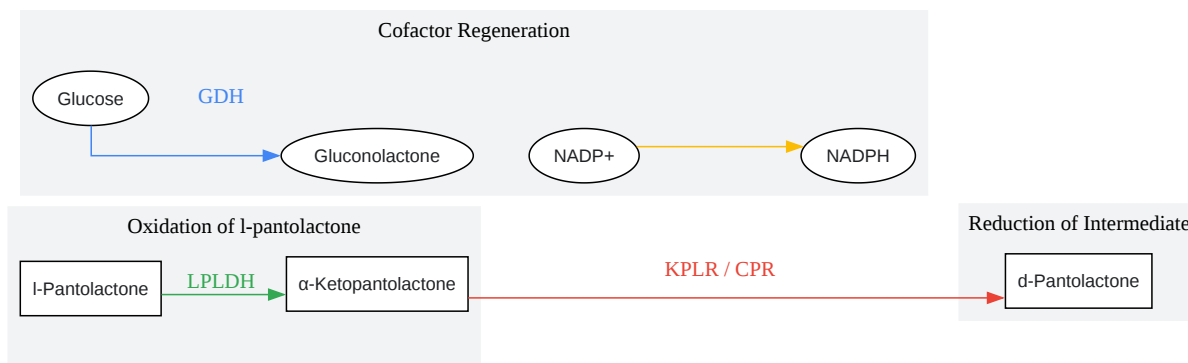 Cofactor Regeneration
Glucose
GDH
Gluconolactone
NADP+
NADPH
Oxidation of l-pantolactone
Reduction of Intermediate
l-Pantolactone
LPLDH
α-Ketopantolactone
KPLR / CPR
d-Pantolactone